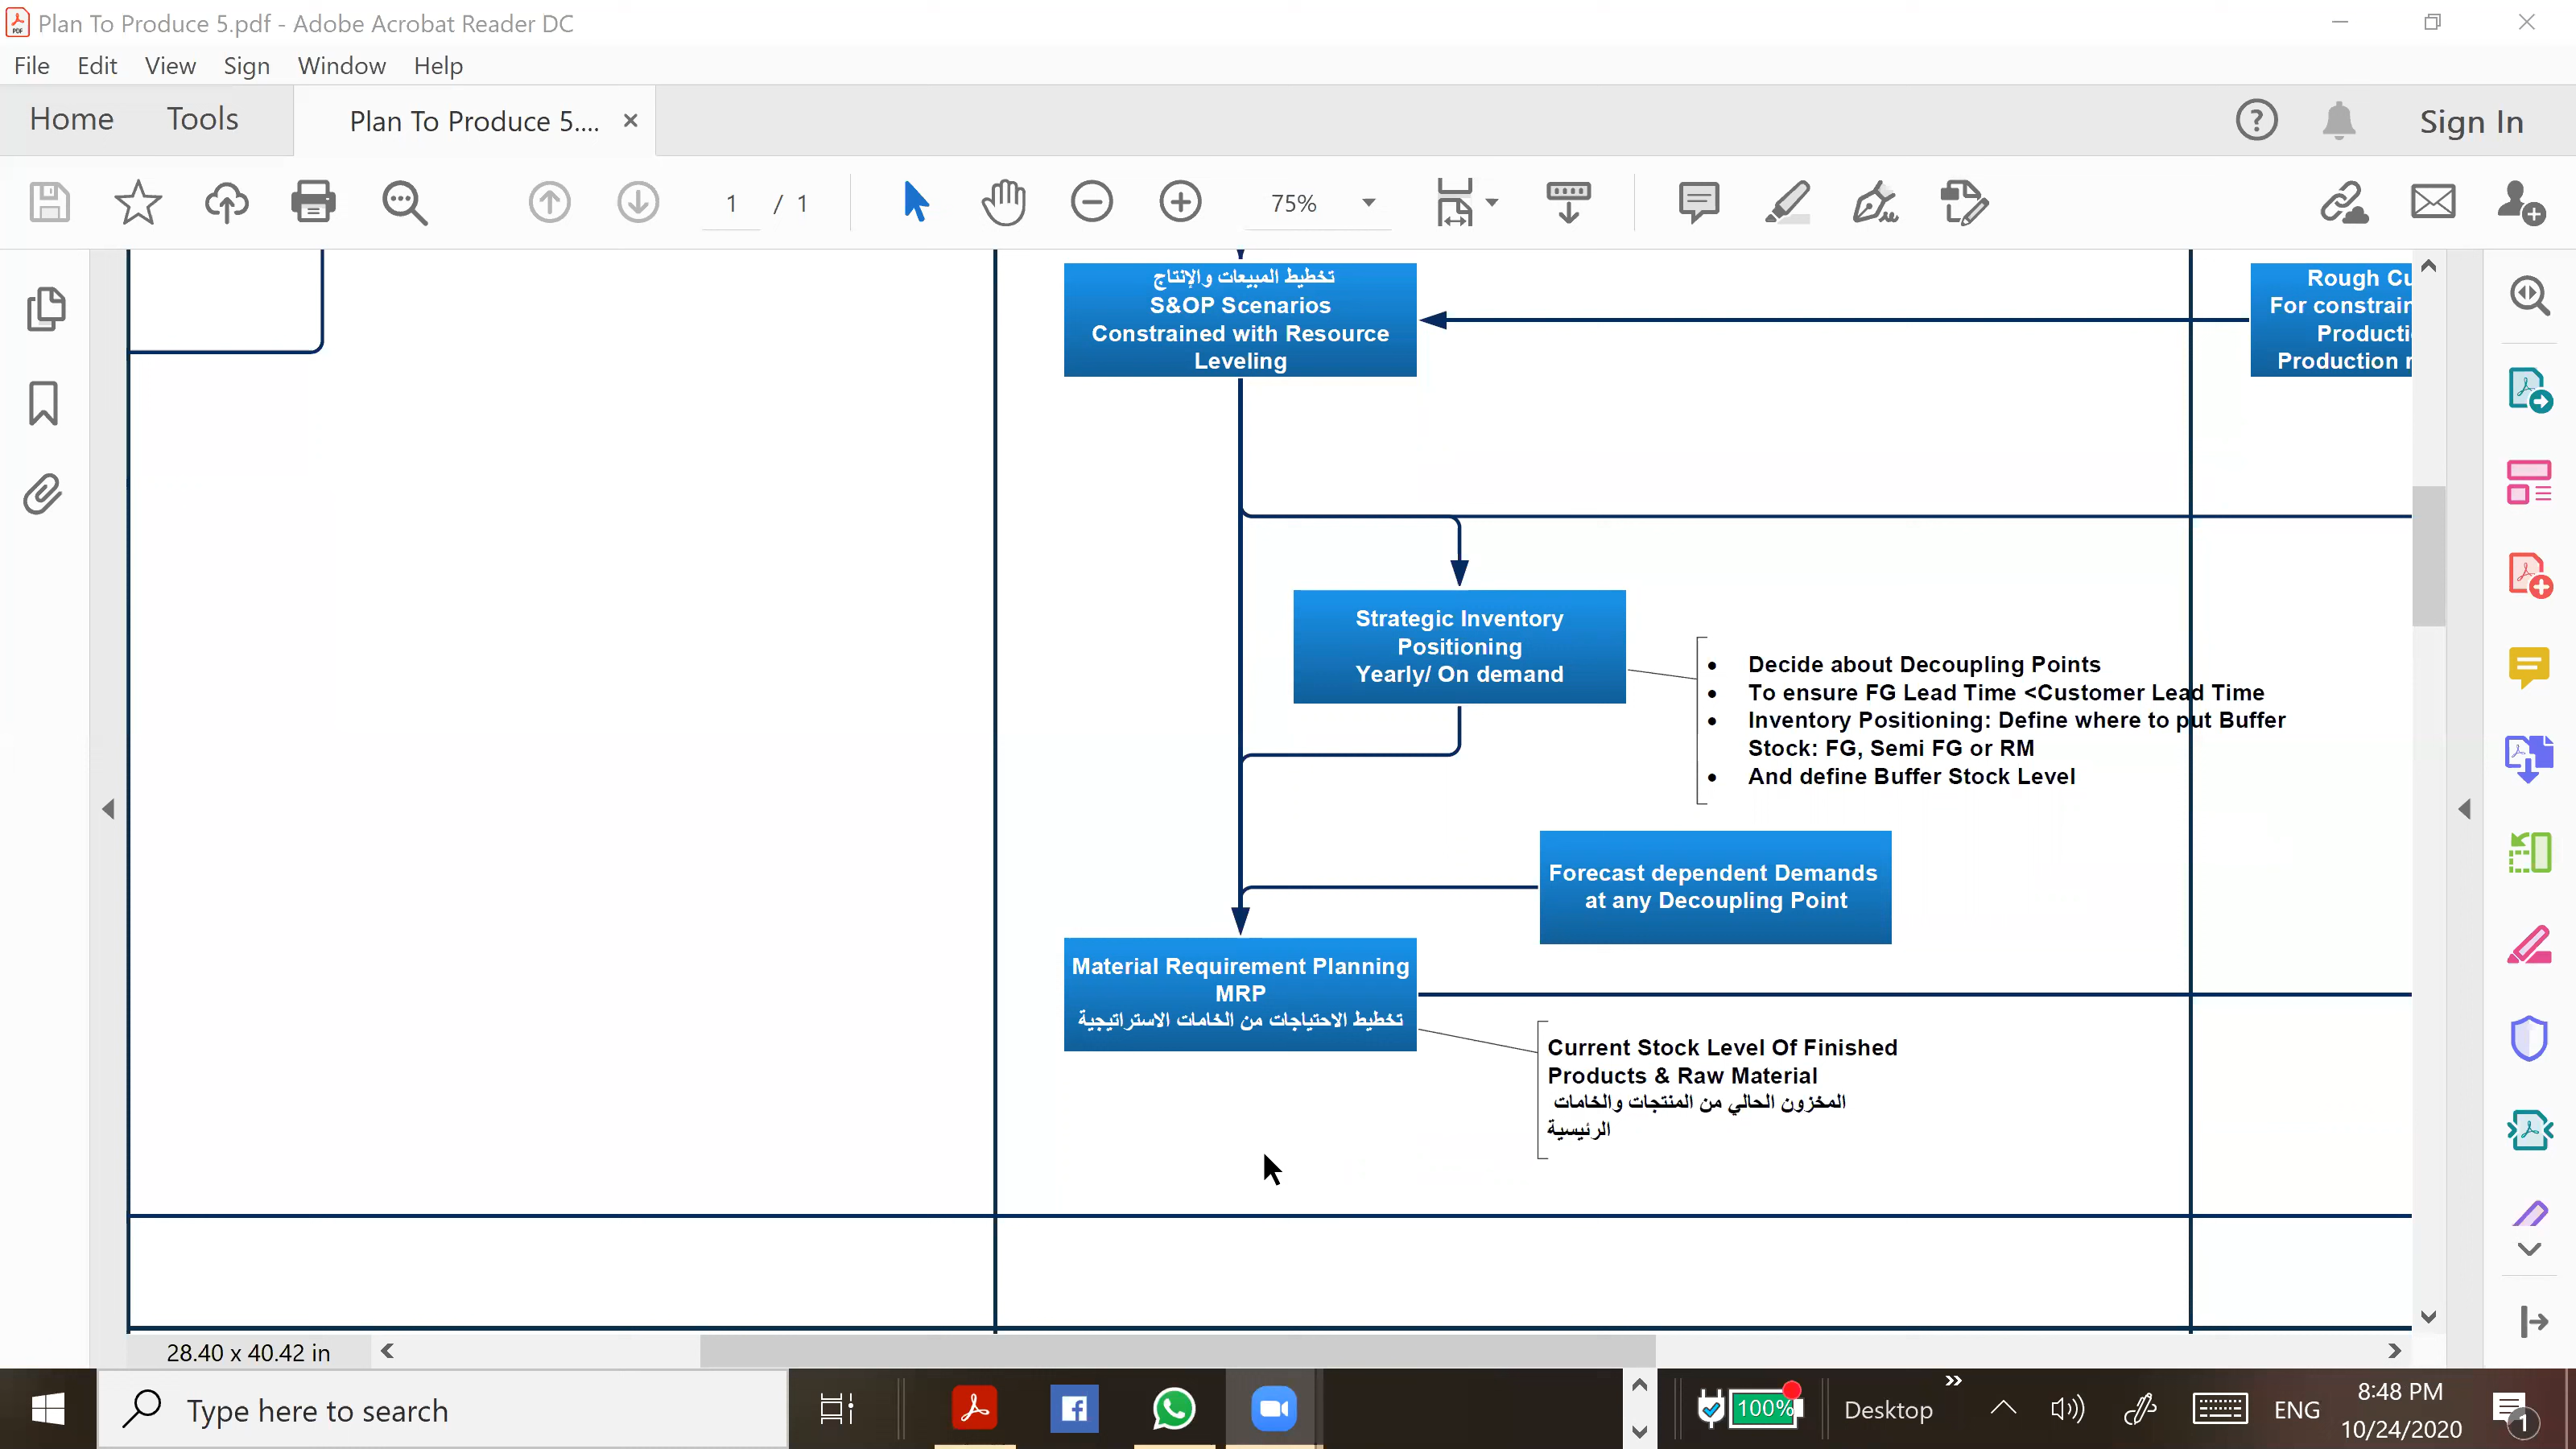 Plan To Produce 5.pdf - Adobe Acrobat Reader DC
File Edit View Sign Window Help
Home Tools Plan To Produce 5.... × Sign In
1 / 1 75%
تخطيط المبيعات والإنتاج
S&OP Scenarios
Constrained with Resource
Leveling
Rough
For
Production
Strategic Inventory
Positioning
Yearly/ On demand
• Decide about Decoupling Points
• To ensure FG Lead Time <Customer Lead Time
• Inventory Positioning: Define where to put Buffer
Stock: FG, Semi FG or RM
• And define Buffer Stock Level
Forecast dependent Demands
at any Decoupling Point
Material Requirement Planning
MRP
تخطيط الاحتياجات من الخامات الاستراتيجية
Current Stock Level Of Finished
Products & Raw Material
المخزون الحالي من المنتجات والخامات
الرئيسية
28.40 x 40.42 in
Type here to search
100%
Desktop
ENG
8:48 PM
10/24/2020
1